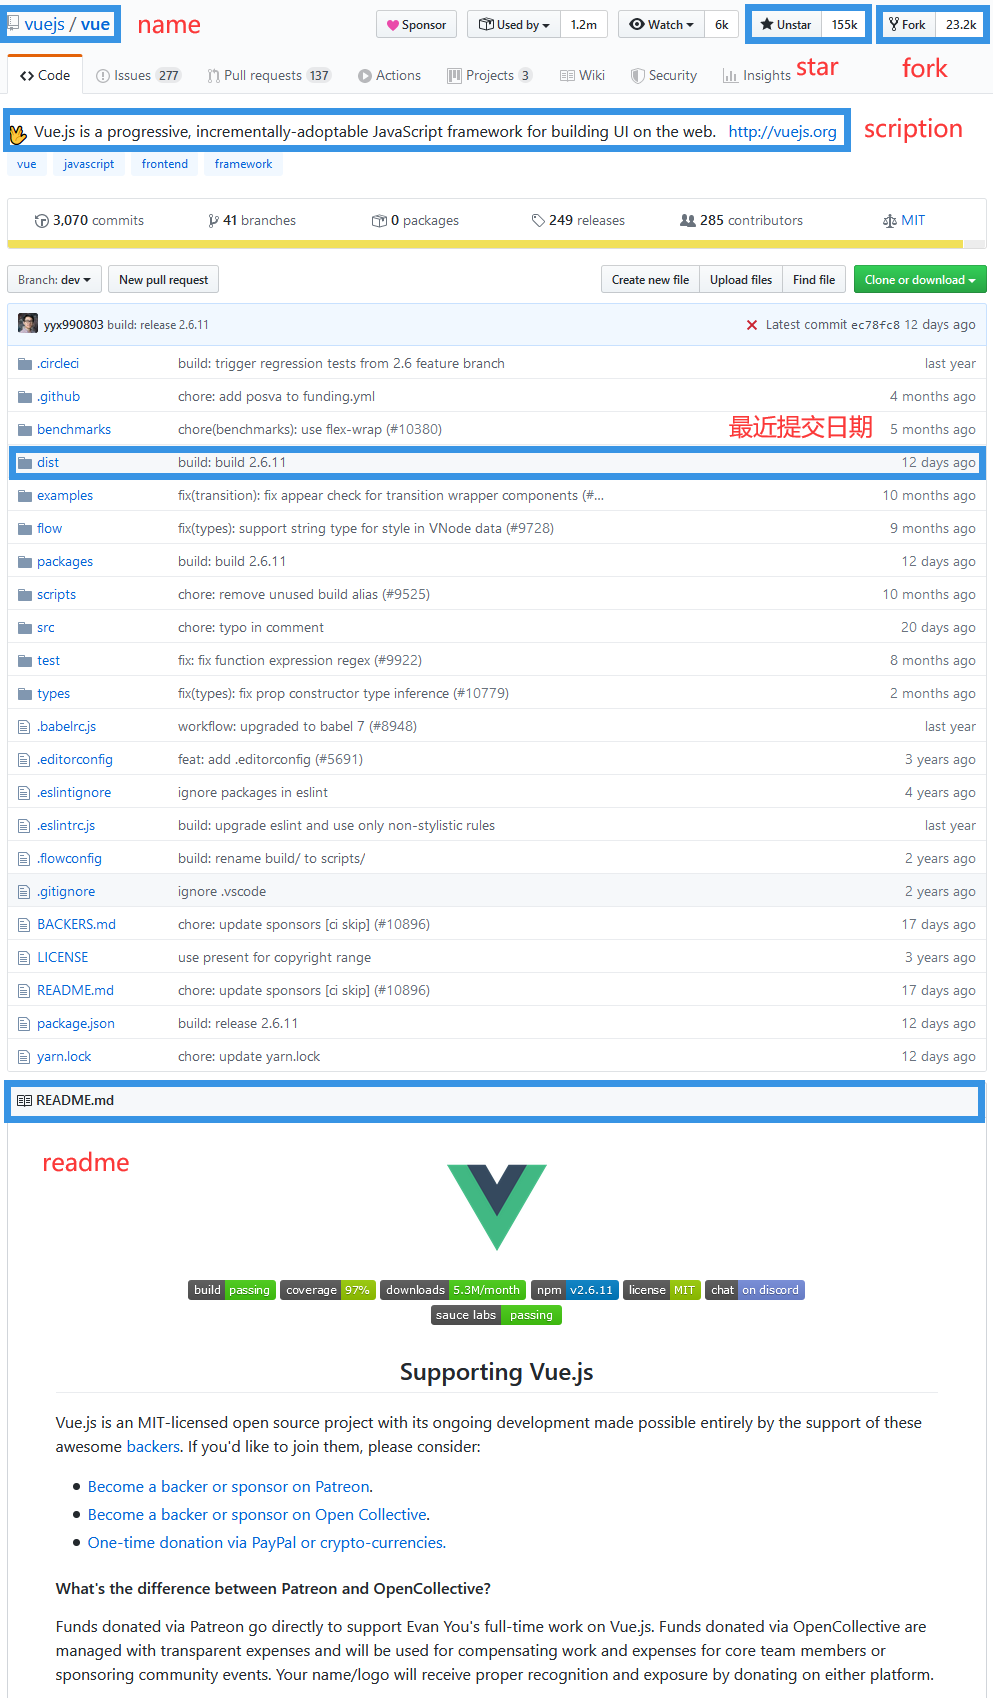 vuejs / vue name Sponsor Used by 1.2m Watch 6k Unstar 155k Fork 23.2k
Code Issues 277 Pull requests 137 Actions Projects 3 Wiki Security Insights star fork
Vue.js is a progressive, incrementally-adoptable JavaScript framework for building UI on the web. http://vuejs.org scription
vue javascript frontend framework
3,070 commits 41 branches 0 packages 249 releases 285 contributors MIT
Branch: dev New pull request Create new file Upload files Find file Clone or download
yyx990803 build: release 2.6.11 Latest commit ec78fc8 12 days ago
.circleci build: trigger regression tests from 2.6 feature branch last year
.github chore: add posva to funding.yml 4 months ago
benchmarks chore(benchmarks): use flex-wrap (#10380) 最近提交日期 5 months ago
dist build: build 2.6.11 12 days ago
examples fix(transition): fix appear check for transition wrapper components (#... 10 months ago
flow fix(types): support string type for style in VNode data (#9728) 9 months ago
packages build: build 2.6.11 12 days ago
scripts chore: remove unused build alias (#9525) 10 months ago
src chore: typo in comment 20 days ago
test fix: fix function expression regex (#9922) 8 months ago
types fix(types): fix prop constructor type inference (#10779) 2 months ago
.babelrc.js workflow: upgraded to babel 7 (#8948) last year
.editorconfig feat: add .editorconfig (#5691) 3 years ago
.eslintignore ignore packages in eslint 4 years ago
.eslintrc.js build: upgrade eslint and use only non-stylistic rules last year
.flowconfig build: rename build/ to scripts/ 2 years ago
.gitignore ignore .vscode 2 years ago
BACKERS.md chore: update sponsors [ci skip] (#10896) 17 days ago
LICENSE use present for copyright range 3 years ago
README.md chore: update sponsors [ci skip] (#10896) 17 days ago
package.json build: release 2.6.11 12 days ago
yarn.lock chore: update yarn.lock 12 days ago
README.md
readme
build passing coverage 97% downloads 5.3M/month npm v2.6.11 license MIT chat on discord
sauce labs passing
Supporting Vue.js
Vue.js is an MIT-licensed open source project with its ongoing development made possible entirely by the support of these
awesome backers. If you'd like to join them, please consider:
Become a backer or sponsor on Patreon.
Become a backer or sponsor on Open Collective.
One-time donation via PayPal or crypto-currencies.
What's the difference between Patreon and OpenCollective?
Funds donated via Patreon go directly to support Evan You's full-time work on Vue.js. Funds donated via OpenCollective are
managed with transparent expenses and will be used for compensating work and expenses for core team members or
sponsoring community events. Your name/logo will receive proper recognition and exposure by donating on either platform.